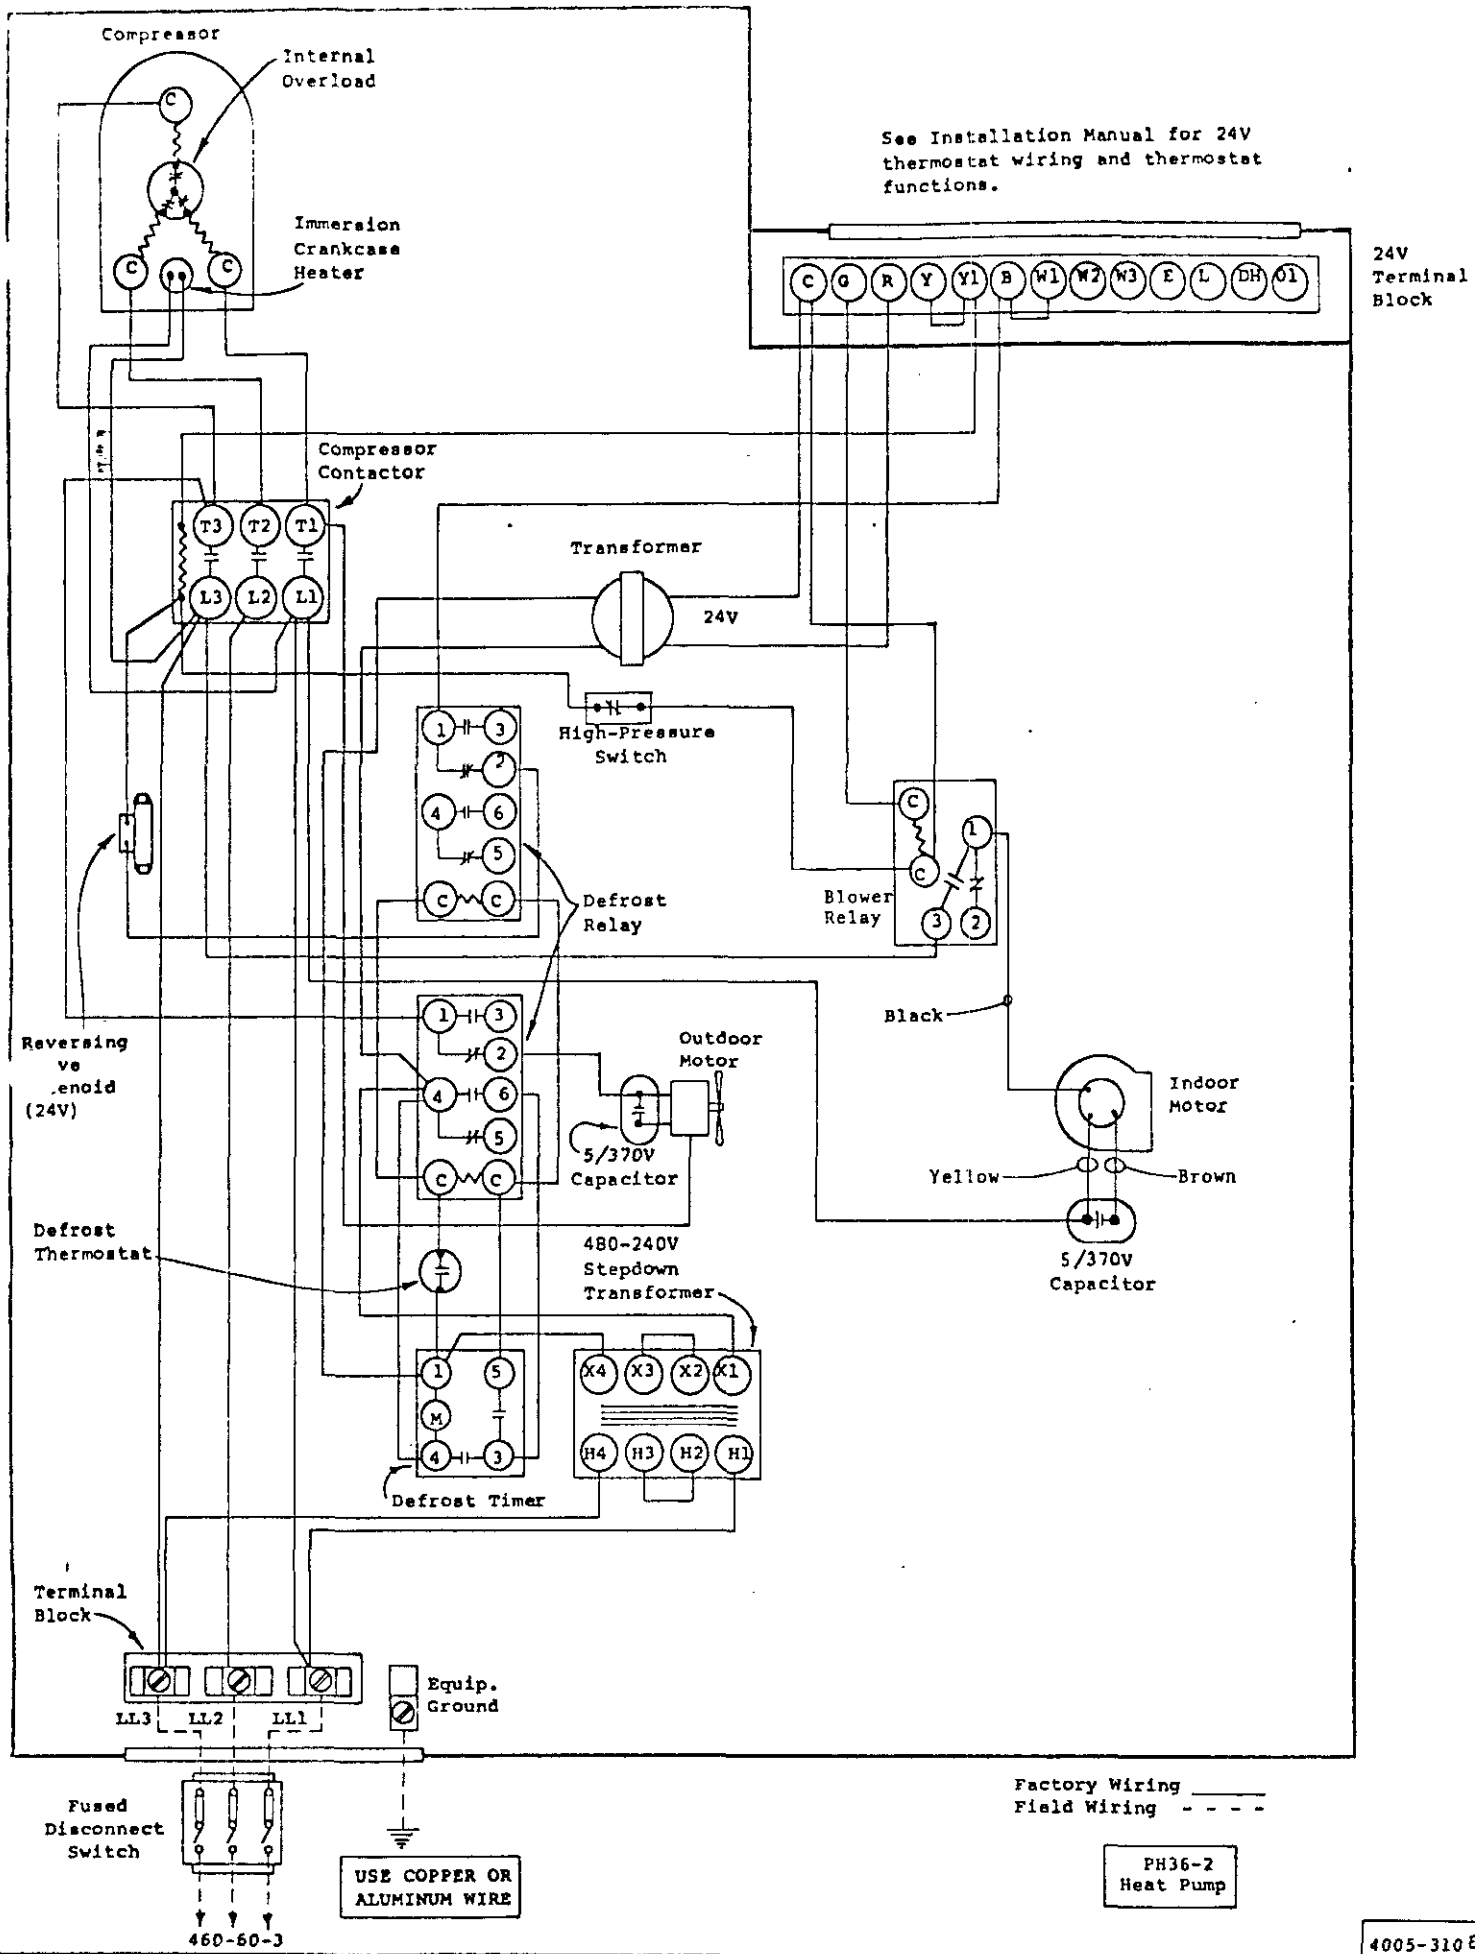 Compressor
Internal
Overload
C
C
C
Immersion
Crankcase
Heater
See Installation Manual for 24V
thermostat wiring and thermostat
functions.
24V
Terminal
Block
C G R Y Y1 B W1 W2 W3 E L DH O1
Compressor
Contactor
T3 T2 T1
L3 L2 L1
Transformer
24V
High-Pressure
Switch
1 3
2
4 6
5
C C
Defrost
Relay
Blower
Relay
C
C
1
3 2
Black
Reversing
(24V)
1 3
2
4 6
5
C C
Outdoor
Motor
5/370V
Capacitor
Indoor
Motor
Yellow
Brown
5/370V
Capacitor
Defrost
Thermostat
480-240V
Stepdown
Transformer
1 5
M
4 3
Defrost Timer
X4 X3 X2 X1
H4 H3 H2 H1
Terminal
Block
LL3 LL2 LL1
Equip.
Ground
Fused
Disconnect
Switch
460-60-3
USE COPPER OR
ALUMINUM WIRE
Factory Wiring
Field Wiring
PH36-2
Heat Pump
4005-310